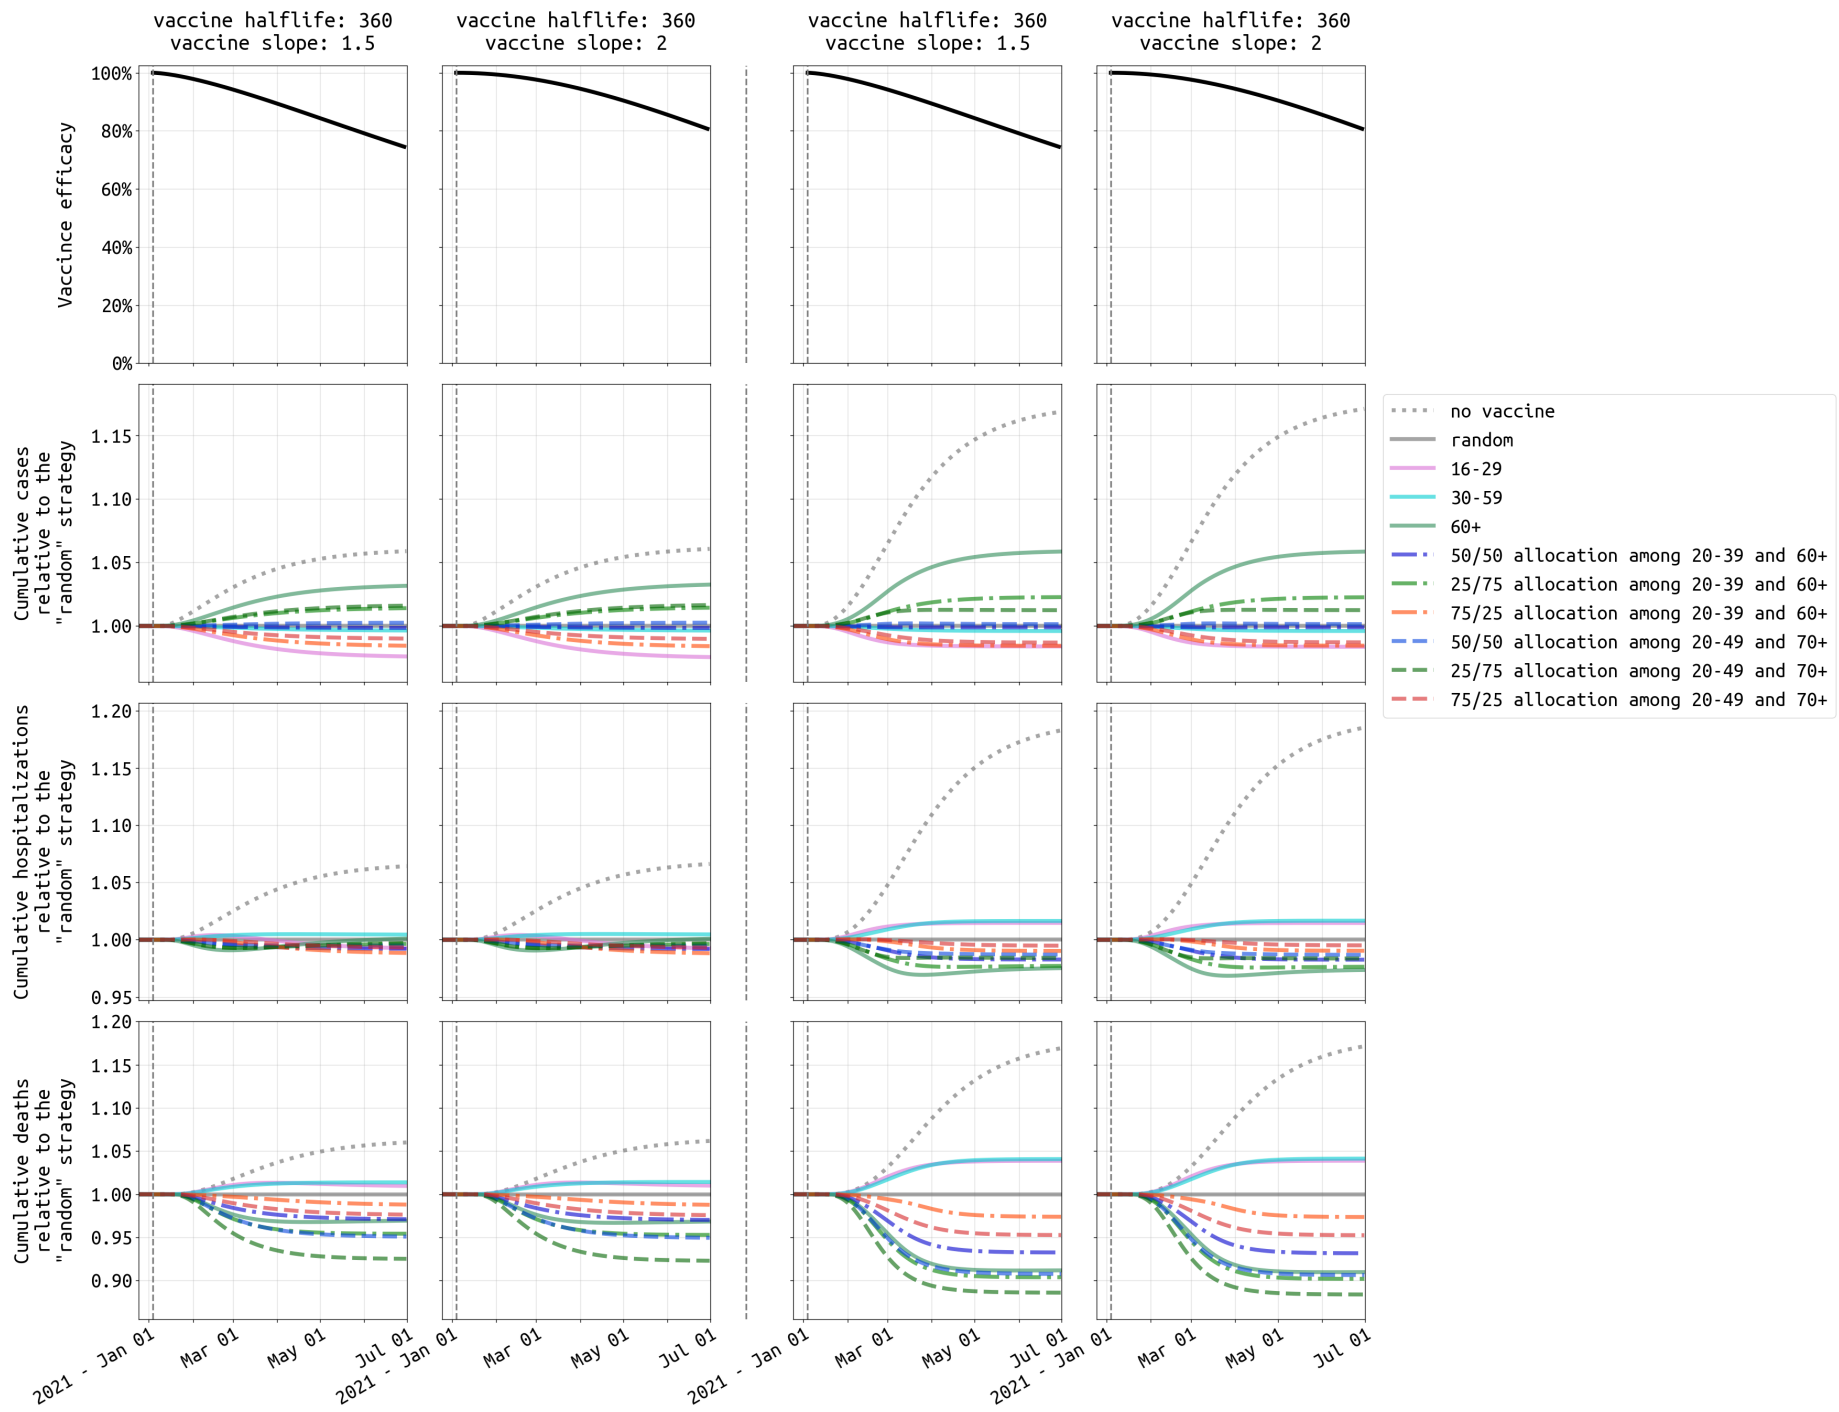 vaccine halflife: 360
vaccine slope: 1.5
vaccine halflife: 360
vaccine slope: 2
vaccine halflife: 360
vaccine slope: 1.5
vaccine halflife: 360
vaccine slope: 2
Vaccince efficacy
100%
80%
60%
40%
20%
0%
Cumulative cases
relative to the
"random" strategy
1.15
1.10
1.05
1.00
no vaccine
random
16-29
30-59
60+
50/50 allocation among 20-39 and 60+
25/75 allocation among 20-39 and 60+
75/25 allocation among 20-39 and 60+
50/50 allocation among 20-49 and 70+
25/75 allocation among 20-49 and 70+
75/25 allocation among 20-49 and 70+
Cumulative hospitalizations
relative to the
"random" strategy
1.20
1.15
1.10
1.05
1.00
0.95
Cumulative deaths
relative to the
"random" strategy
1.20
1.15
1.10
1.05
1.00
0.95
0.90
2021 - Jan 01
Mar 01
May 01
Jul 01
2021 - Jan 01
Mar 01
May 01
Jul 01
2021 - Jan 01
Mar 01
May 01
Jul 01
2021 - Jan 01
Mar 01
May 01
Jul 01